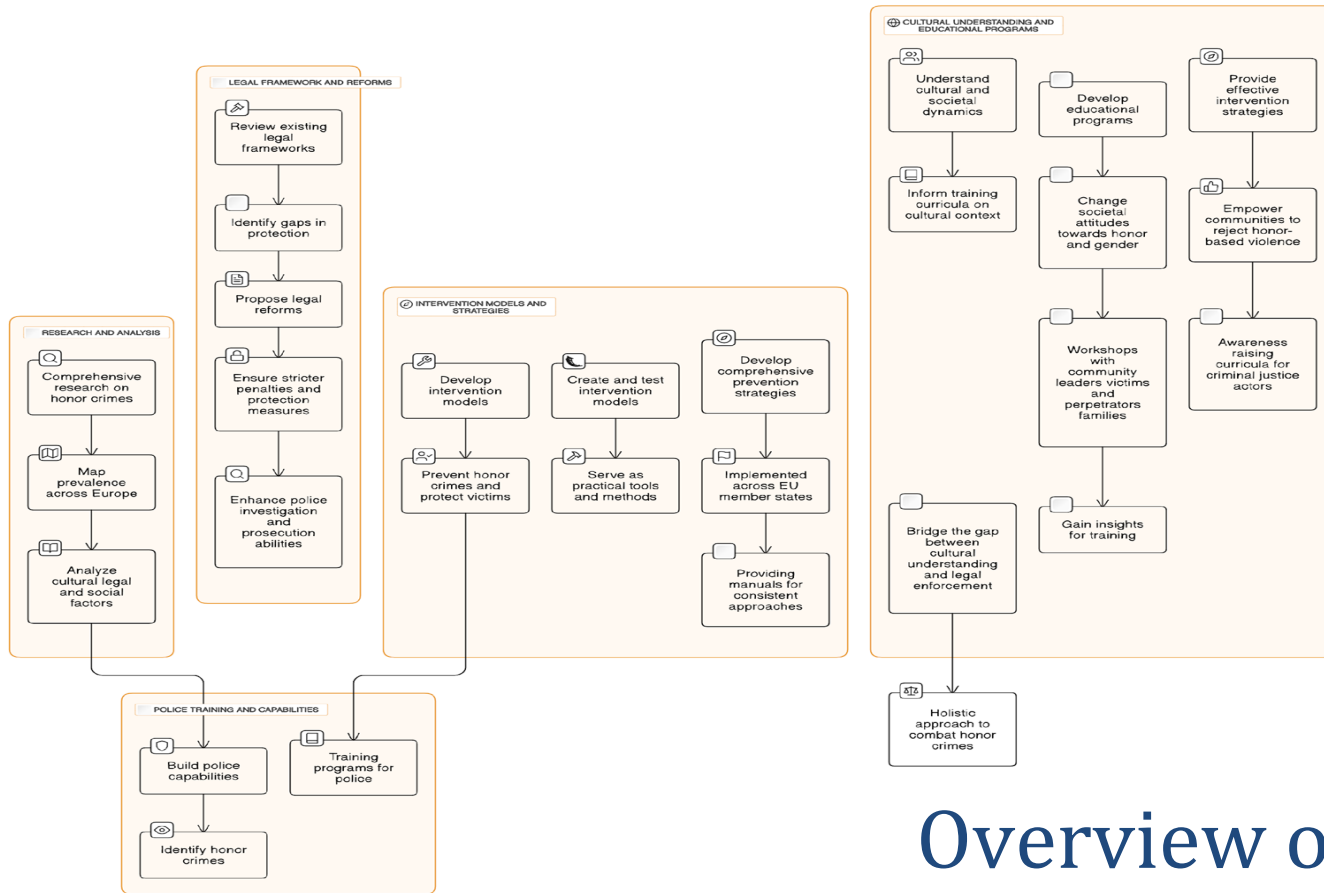 RESEARCH AND ANALYSIS
Comprehensive
research on
honor crimes
Map
prevalence
across Europe
Analyze
cultural legal
and social
factors
LEGAL FRAMEWORK AND REFORMS
Review existing
legal
frameworks
Identify gaps in
protection
Propose legal
reforms
Ensure stricter
penalties and
protection
measures
Enhance police
investigation
and
prosecution
abilities
INTERVENTION MODELS AND
STRATEGIES
Develop
intervention
models
Prevent honor
crimes and
protect victims
Create and test
intervention
models
Serve as
practical tools
and methods
Develop
comprehensive
prevention
strategies
Implemented
across EU
member states
Providing
manuals for
consistent
approaches
POLICE TRAINING AND CAPABILITIES
Build police
capabilities
Identify honor
crimes
Training
programs for
police
CULTURAL UNDERSTANDING AND
EDUCATIONAL PROGRAMS
Understand
cultural and
societal
dynamics
Inform training
curricula on
cultural context
Develop
educational
programs
Change
societal
attitudes
towards honor
and gender
Workshops
with
community
leaders victims
and
perpetrators
families
Gain insights
for training
Provide
effective
intervention
strategies
Empower
communities to
reject honor-
based violence
Awareness
raising
curricula for
criminal justice
actors
Bridge the gap
between
cultural
understanding
and legal
enforcement
Holistic
approach to
combat honor
crimes
Overview o